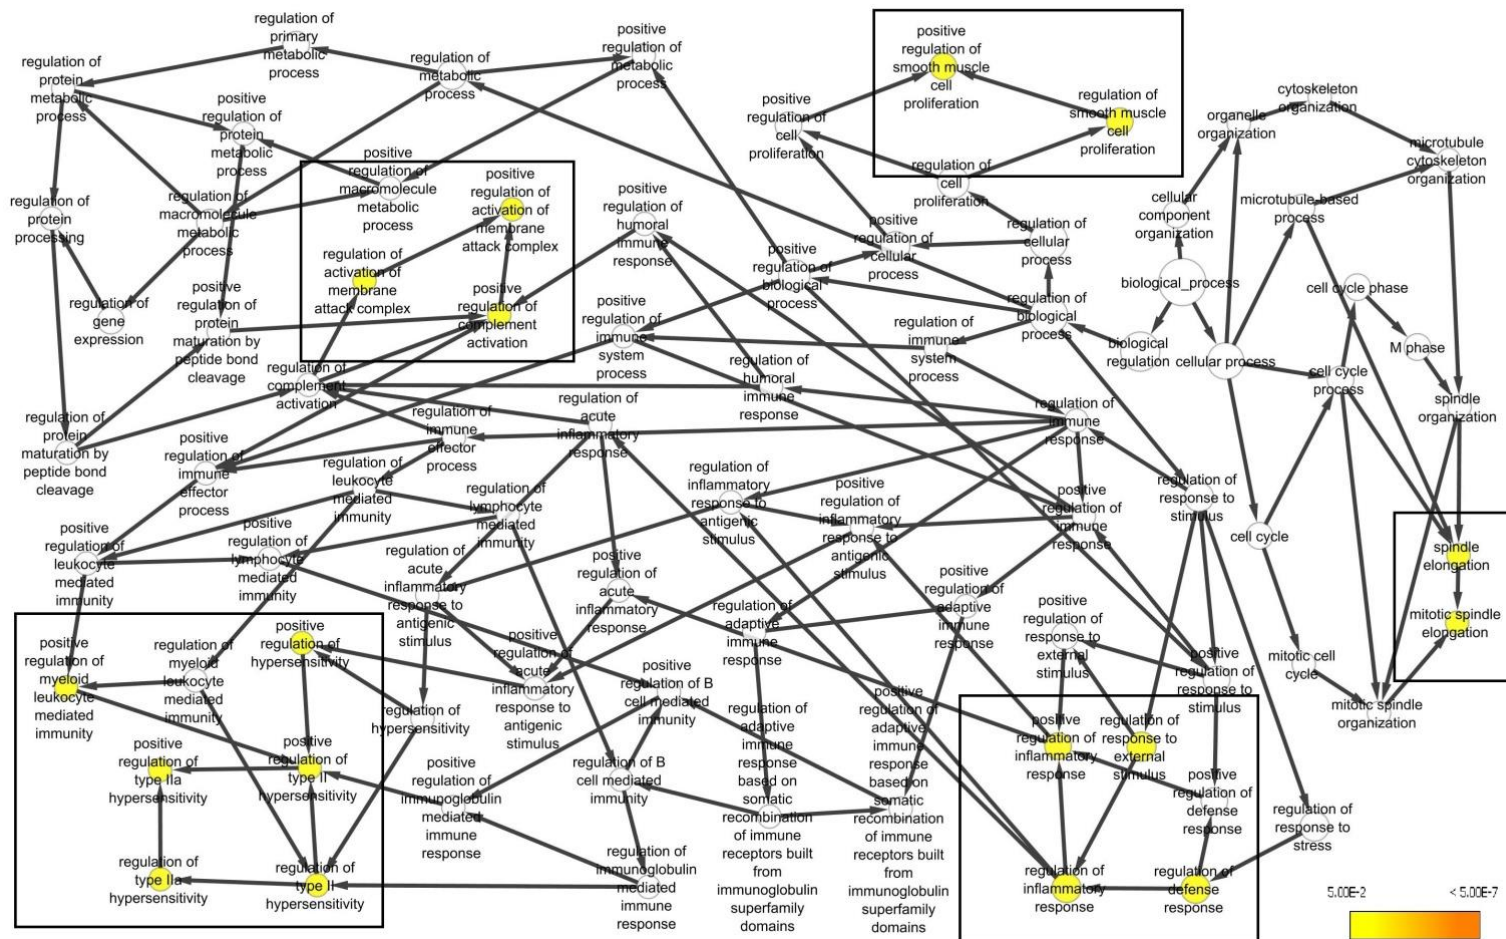 regulation of
primary
metabolic
process
regulation of
protein
metabolic
process
regulation of
metabolic
process
positive
regulation of
metabolic
process
positive
regulation of
smooth muscle
cell
proliferation
regulation of
smooth muscle
cell
proliferation
positive
regulation of
cell
proliferation
regulation of
cell
proliferation
organelle
organization
cytoskeleton
organization
microtubule
cytoskeleton
organization
positive
regulation of
protein
metabolic
process
positive
regulation of
macromolecule
metabolic
process
positive
regulation of
activation of
membrane
attack complex
regulation of
protein
processing
regulation of
macromolecule
metabolic
process
positive
regulation of
humoral
immune
response
regulation of
activation of
membrane
attack complex
positive
regulation of
complement
activation
regulation of
gene
expression
positive
regulation of
protein
maturation by
peptide bond
cleavage
positive
regulation of
biological
process
positive
regulation of
cellular
process
regulation of
cellular
process
cellular
component
organization
microtubule-based
process
biological_process
cell cycle phase
regulation of
biological
process
biological
regulation
cellular process
M phase
cell cycle
process
spindle
organization
positive
regulation of
immune
system
process
regulation of
immune
system
process
regulation of
humoral
immune
response
regulation of
complement
activation
regulation of
protein
maturation by
peptide bond
cleavage
positive
regulation of
immune
effector
process
regulation of
immune
effector
process
regulation of
acute
inflammatory
response
regulation of
immune
response
regulation of
leukocyte
mediated
immunity
regulation of
lymphocyte
mediated
immunity
regulation of
inflammatory
response to
antigenic
stimulus
positive
regulation of
inflammatory
response to
antigenic
stimulus
positive
regulation of
immune
response
regulation of
response to
stimulus
cell cycle
positive
regulation of
leukocyte
mediated
immunity
positive
regulation of
lymphocyte
mediated
immunity
regulation of
acute
inflammatory
response to
antigenic
stimulus
positive
regulation of
acute
inflammatory
response
regulation of
adaptive
immune
response
positive
regulation of
adaptive
immune
response
positive
regulation of
response to
external
stimulus
positive
regulation of
response to
stimulus
mitotic cell
cycle
mitotic spindle
organization
spindle
elongation
mitotic spindle
elongation
positive
regulation of
myeloid
leukocyte
mediated
immunity
regulation of
myeloid
leukocyte
mediated
immunity
positive
regulation of
hypersensitivity
regulation of
hypersensitivity
positive
regulation of
acute
inflammatory
response to
antigenic
stimulus
regulation of B
cell mediated
immunity
positive
regulation of
type IIa
hypersensitivity
positive
regulation of
type II
hypersensitivity
regulation of
type IIa
hypersensitivity
regulation of
type II
hypersensitivity
positive
regulation of
immunoglobulin
mediated
immune
response
regulation of B
cell mediated
immunity
regulation of
immunoglobulin
mediated
immune
response
regulation of
adaptive
immune
response
based on
somatic
recombination
of immune
receptors built
from
immunoglobulin
superfamily
domains
positive
regulation of
adaptive
immune
response
based on
somatic
recombination
of immune
receptors built
from
immunoglobulin
superfamily
domains
positive
regulation of
inflammatory
response
regulation of
response to
external
stimulus
positive
regulation of
defense
response
regulation of
inflammatory
response
regulation of
defense
response
regulation of
response to
stress
5.00E-2
< 5.00E-7